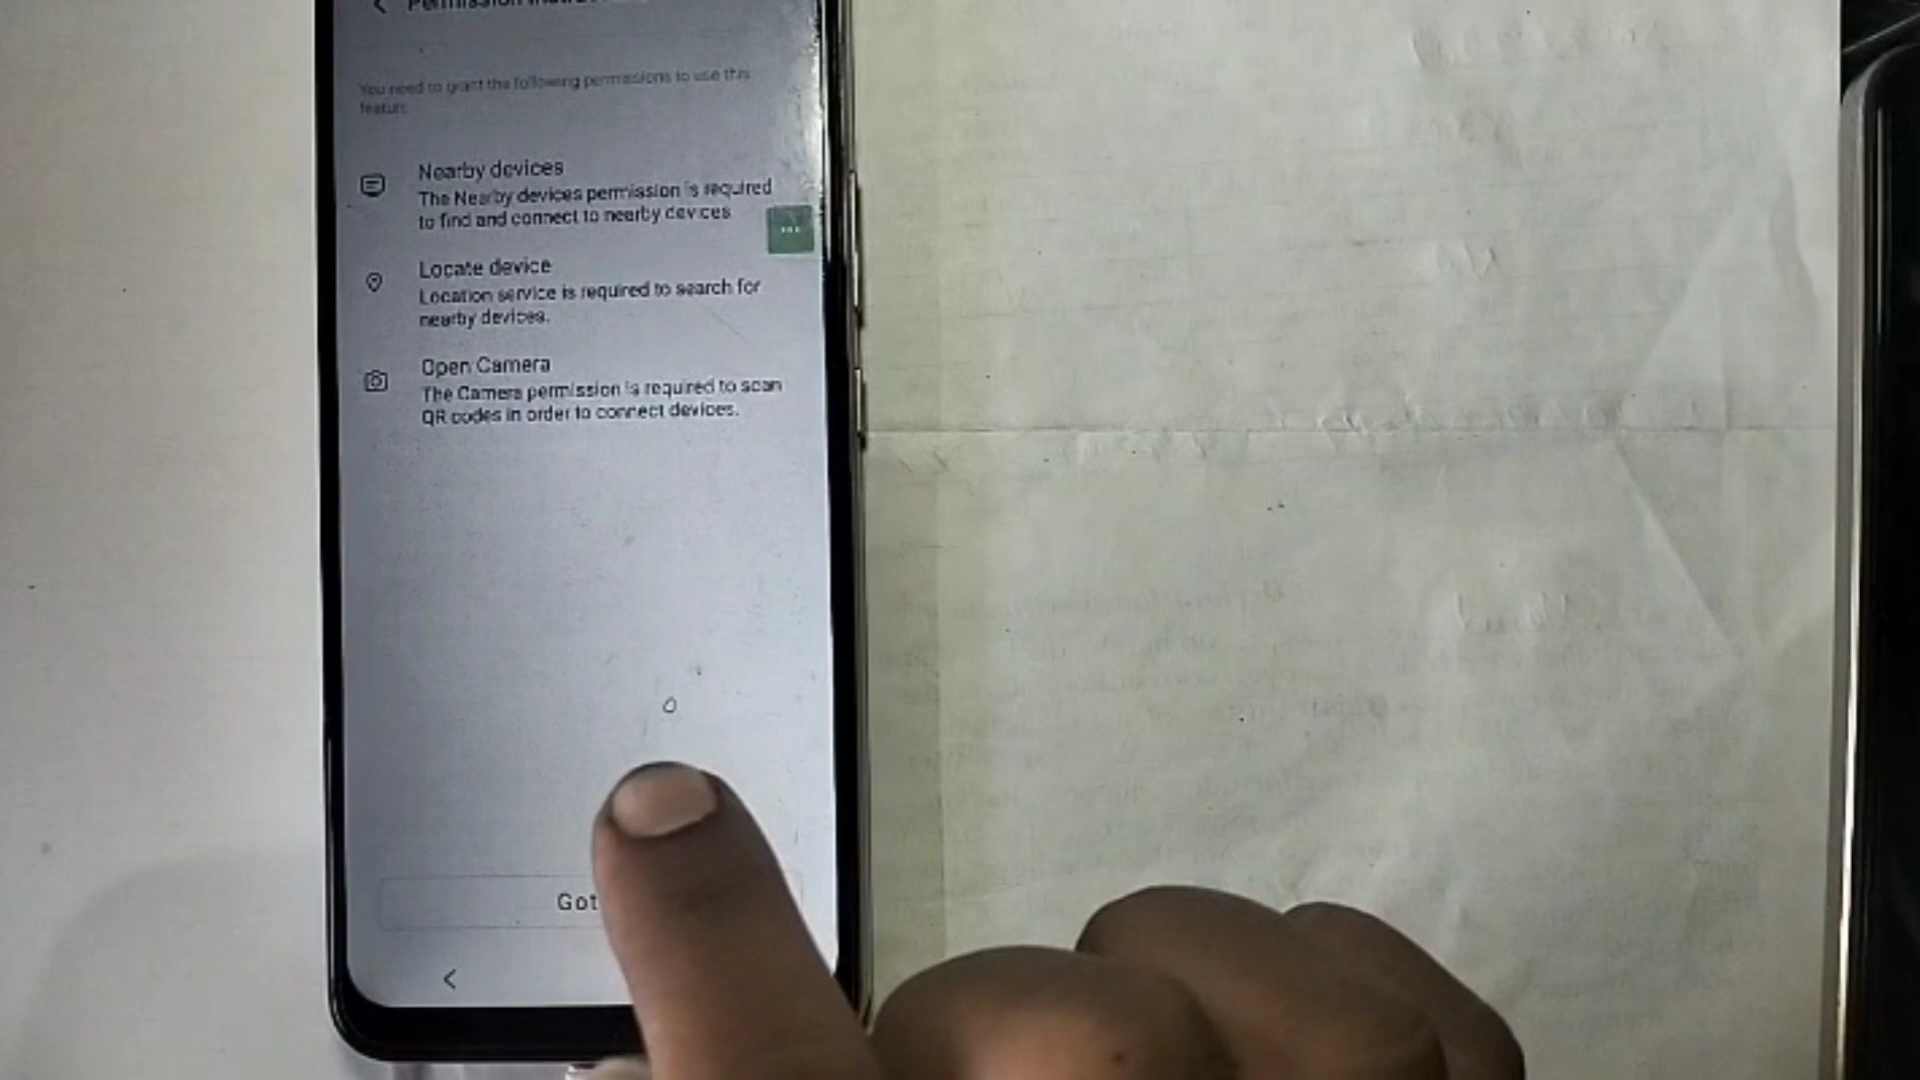 Permission
You need to grant the following permissions to use this
feature
Nearby devices
The Nearby devices permission is required
to find and connect to nearby devices
Locate device
Location service is required to search for
nearby devices.
Open Camera
The Camera permission is required to scan
QR codes in order to connect devices.
Got